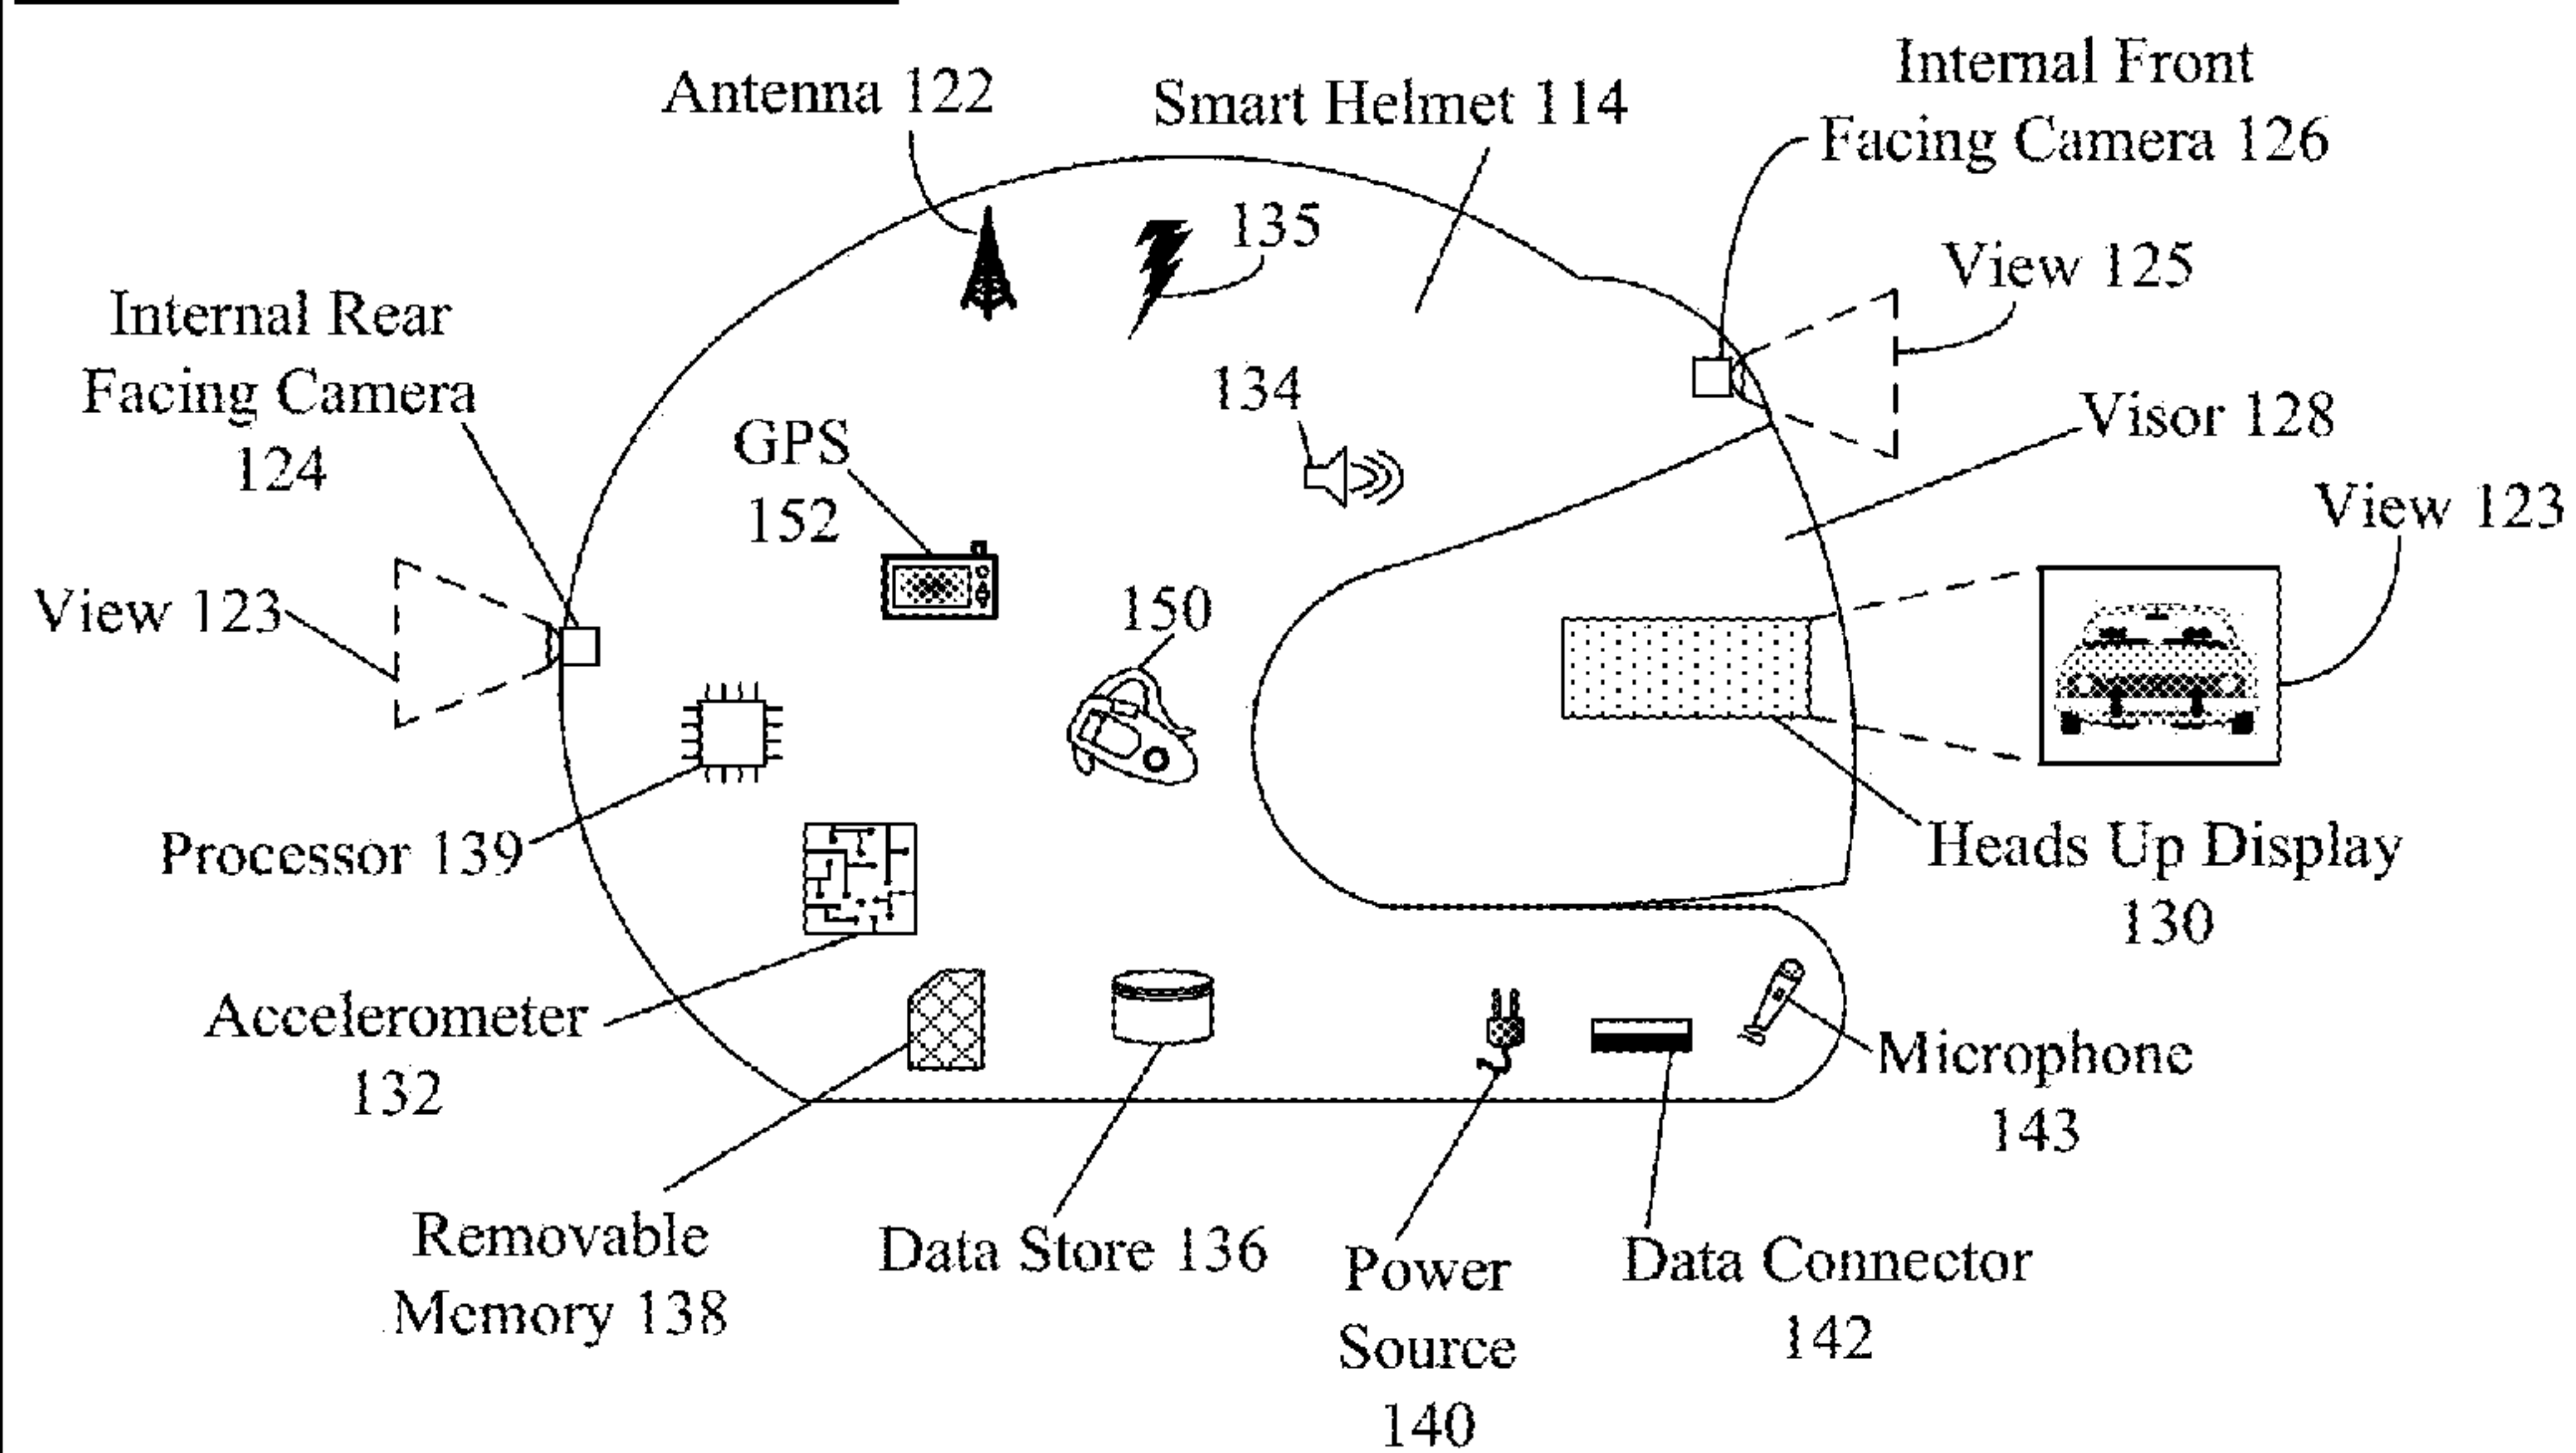 Antenna 122
Smart Helmet 114
Internal Front
Facing Camera 126
135
View 125
Internal Rear
Facing Camera
124
134
GPS
152
Visor 128
View 123
View 123
150
Processor 139
Heads Up Display
130
Accelerometer
132
Microphone
143
Removable
Memory 138
Data Store 136
Power
Source
140
Data Connector
142